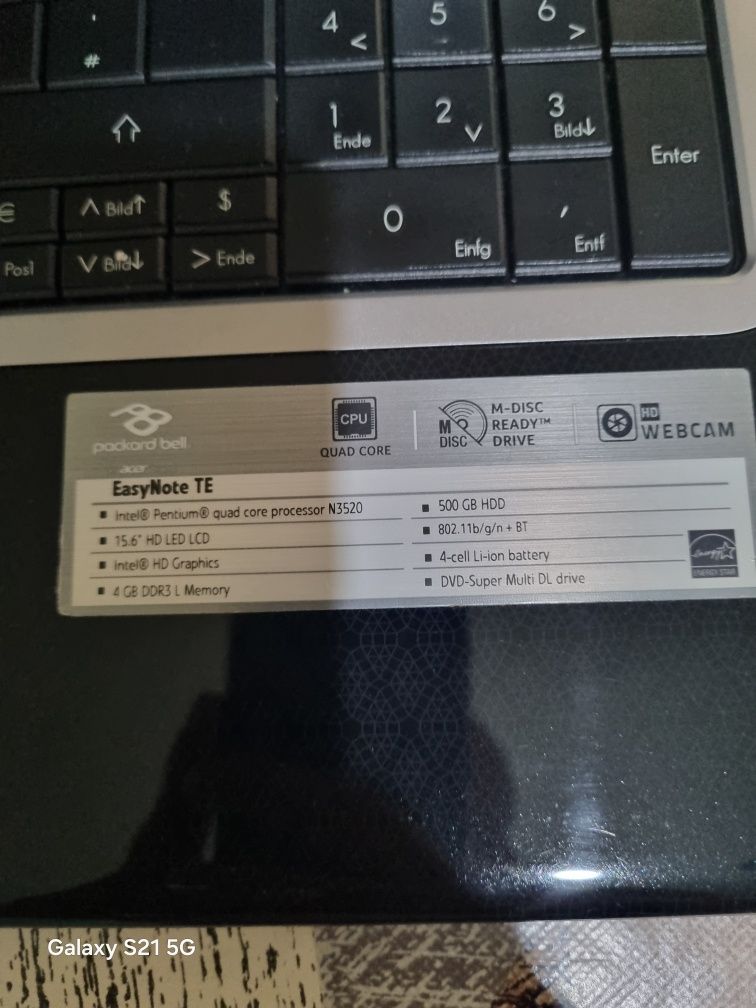 4 <
5
6 >
'
#
1 Ende
2 V
3 Bild↓
Enter
€
^ Bild↑
$
0 Einfg
, Entf
Pos1
V Bild↓
> Ende
packard bell
acer
CPU
QUAD CORE
M DISC
M-DISC
READY™
DRIVE
HD
WEBCAM
EasyNote TE
Intel® Pentium® quad core processor N3520
15.6" HD LED LCD
Intel® HD Graphics
4 GB DDR3 L Memory
500 GB HDD
802.11b/g/n + BT
4-cell Li-ion battery
DVD-Super Multi DL drive
energy
ENERGY STAR
Galaxy S21 5G